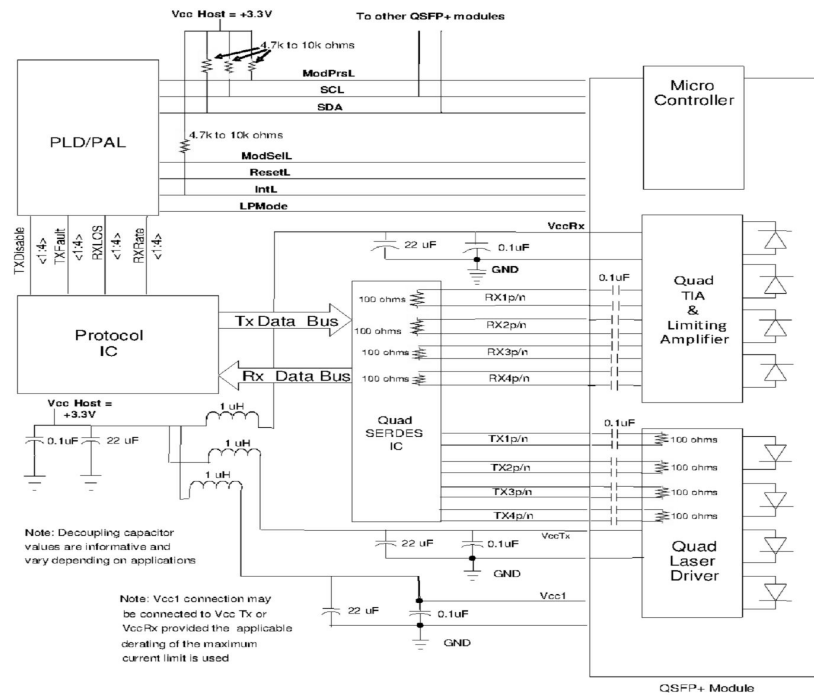 Vcc Host = +3.3V
To other QSFP+ modules
4.7k to 10k ohms
ModPrsL
SCL
SDA
Micro
Controller
PLD/PAL
4.7k to 10k ohms
ModSelL
ResetL
IntL
LPMode
TXDisable
<1:4>
TXFault
<1:4>
RXLOS
<1:4>
RXRate
<1:4>
VccRx
22 uF
0.1uF
GND
0.1uF
Quad
TIA
&
Limiting
Amplifier
100 ohms
RX1p/n
100 ohms
RX2p/n
100 ohms
RX3p/n
100 ohms
RX4p/n
Protocol
IC
Tx Data Bus
Rx Data Bus
Vcc Host =
+3.3V
0.1uF
22 uF
1 uH
1 uH
1 uH
Quad
SERDES
IC
0.1uF
TX1p/n
100 ohms
TX2p/n
100 ohms
TX3p/n
100 ohms
TX4p/n
100 ohms
Quad
Laser
Driver
VccTx
22 uF
0.1uF
GND
Note: Decoupling capacitor
values are informative and
vary depending on applications
Vcc1
22 uF
0.1uF
GND
Note: Vcc1 connection may
be connected to Vcc Tx or
VccRx provided the applicable
derating of the maximum
current limit is used
QSFP+ Module